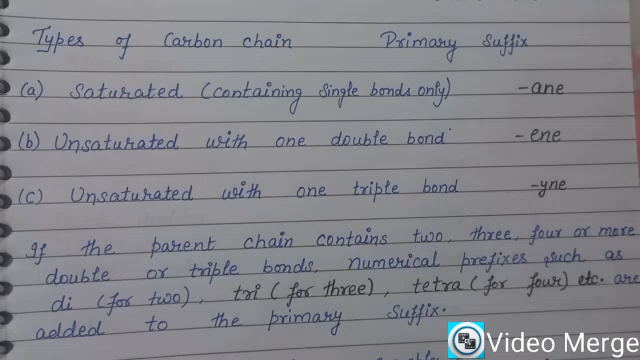 Types of Carbon chain Primary Suffix
(a) Saturated (containing single bonds only) -ane
(b) Unsaturated with one double bond - ene
(c) Unsaturated with one triple bond -yne
If the parent chain contains two, three, four or more
double or triple bonds, numerical prefixes, such as
di (for two), tri (for three), tetra (for four) etc. are
added to the primary suffix.
Video Merge